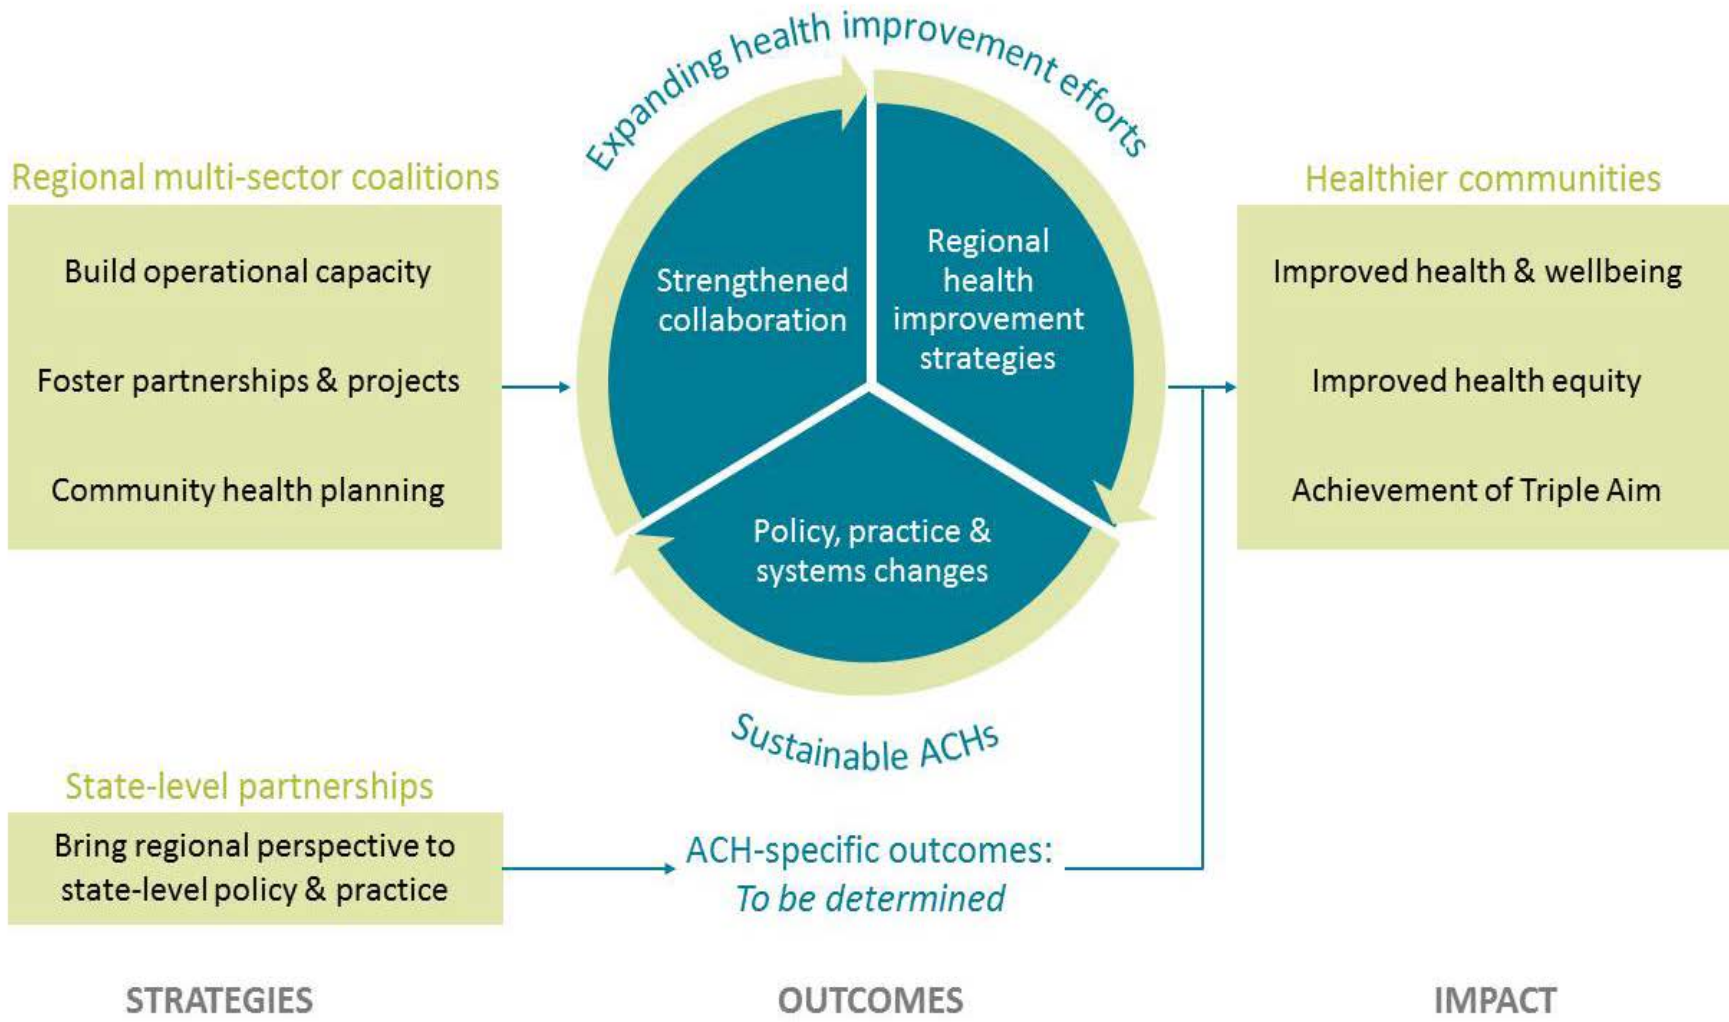 Expanding health improvement efforts
Regional multi-sector coalitions
Build operational capacity
Foster partnerships & projects
Community health planning
Strengthened
collaboration
Regional
health
improvement
strategies
Policy, practice &
systems changes
Sustainable ACHs
Healthier communities
Improved health & wellbeing
Improved health equity
Achievement of Triple Aim
State-level partnerships
Bring regional perspective to
state-level policy & practice
ACH-specific outcomes:
To be determined
STRATEGIES
OUTCOMES
IMPACT